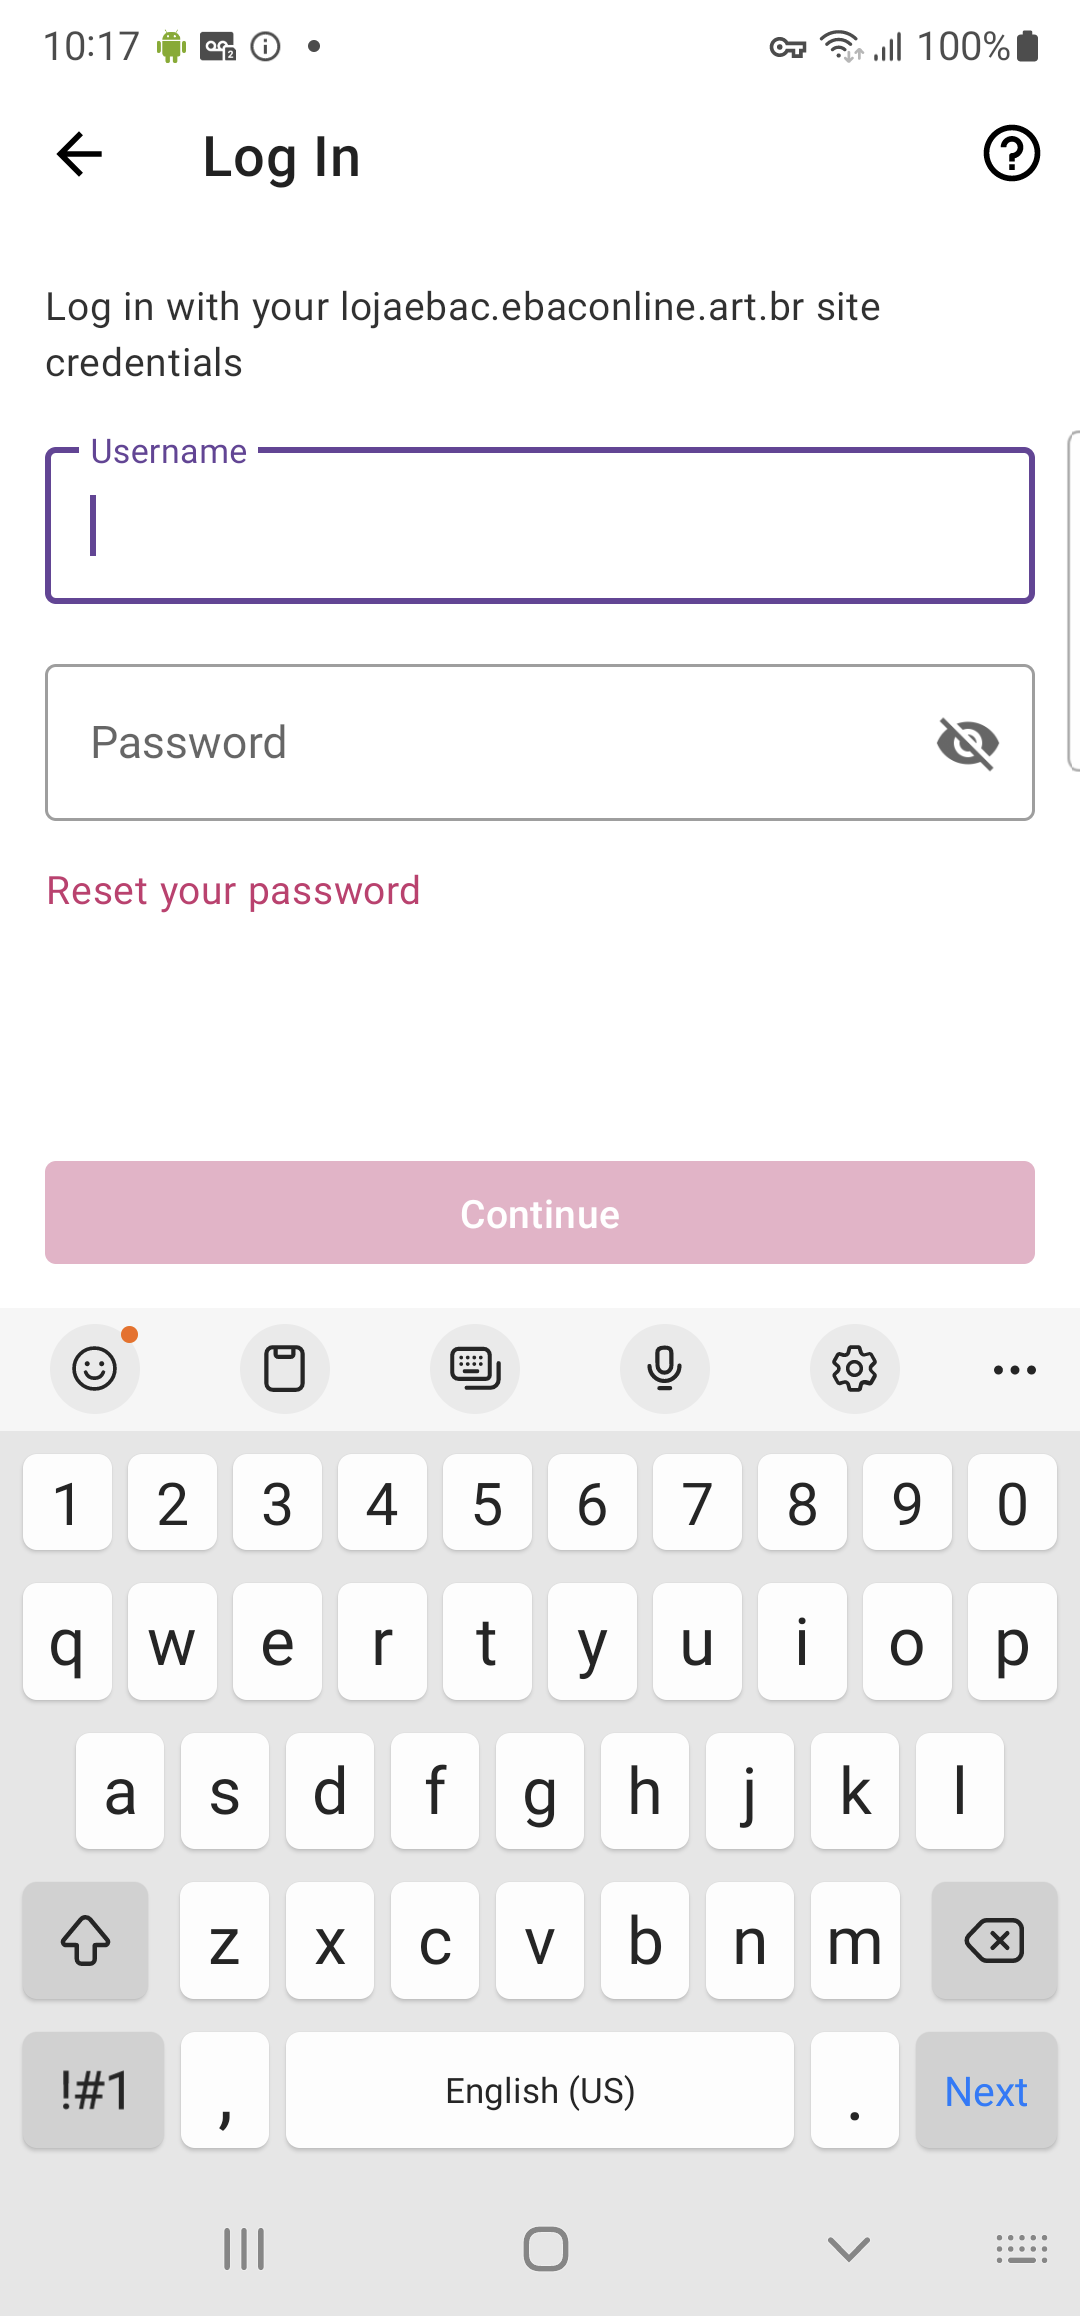 10:17
2
100%
Log In
Log in with your lojaebac.ebaconline.art.br site
credentials
Username
Password
Reset your password
Continue
1 2 3 4 5 6 7 8 9 0
q w e r t y u i o p
a s d f g h j k l
z x c v b n m
!#1 , English (US) . Next